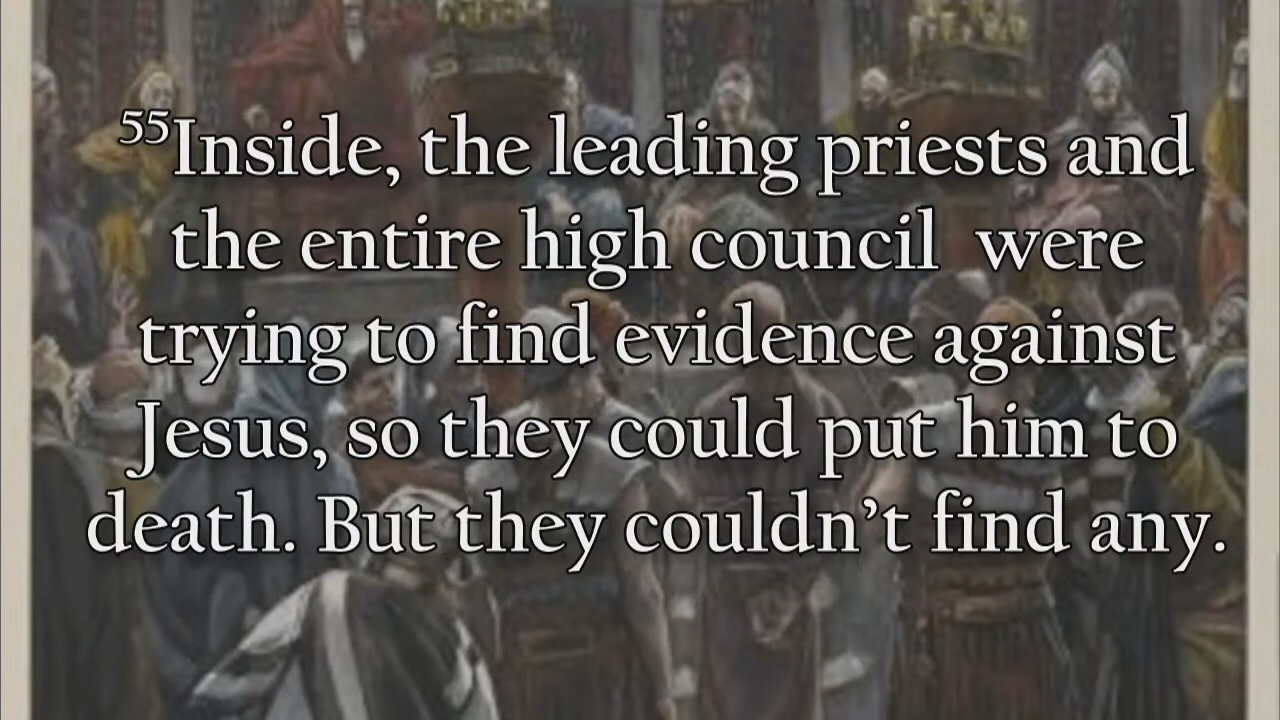 55Inside, the leading priests and
the entire high council  were
trying to find evidence against
Jesus, so they could put him to
death. But they couldn’t find any.